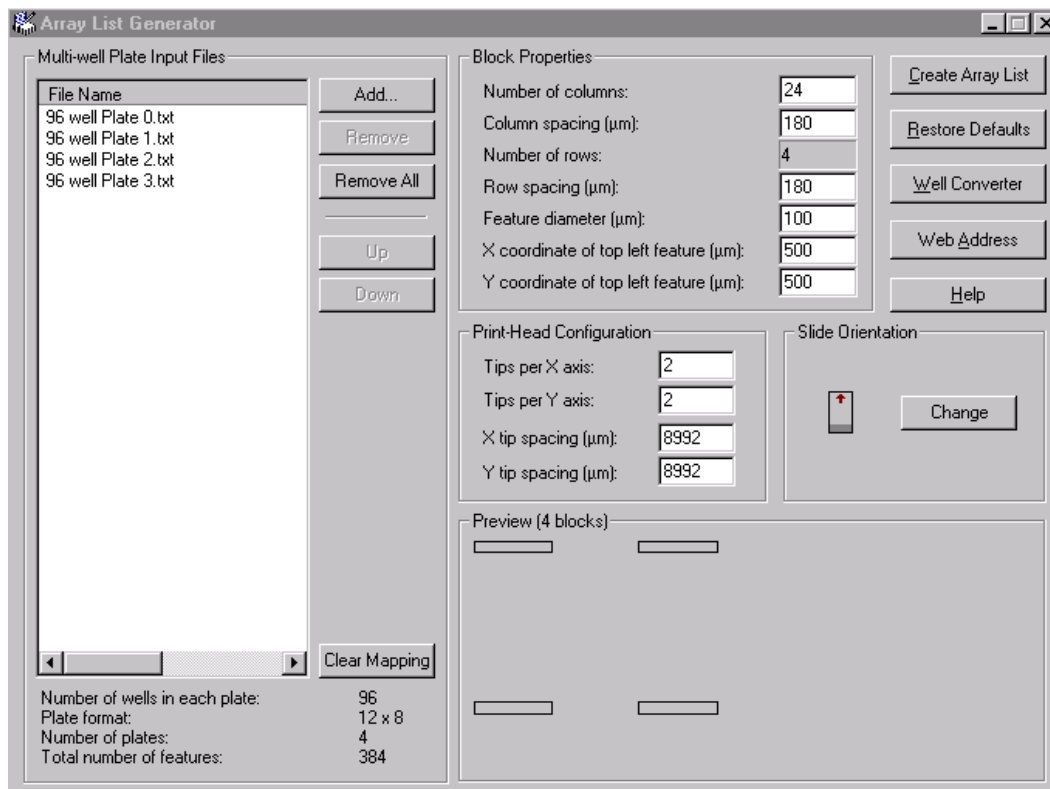 Array List Generator
Multi-well Plate Input Files
File Name
96 well Plate 0.txt
96 well Plate 1.txt
96 well Plate 2.txt
96 well Plate 3.txt
Add...
Remove
Remove All
Up
Down
Clear Mapping
Number of wells in each plate: 96
Plate format: 12 x 8
Number of plates: 4
Total number of features: 384
Block Properties
Number of columns: 24
Column spacing (µm): 180
Number of rows: 4
Row spacing (µm): 180
Feature diameter (µm): 100
X coordinate of top left feature (µm): 500
Y coordinate of top left feature (µm): 500
Create Array List
Restore Defaults
Well Converter
Web Address
Help
Print-Head Configuration
Tips per X axis: 2
Tips per Y axis: 2
X tip spacing (µm): 8992
Y tip spacing (µm): 8992
Slide Orientation
Change
Preview (4 blocks)